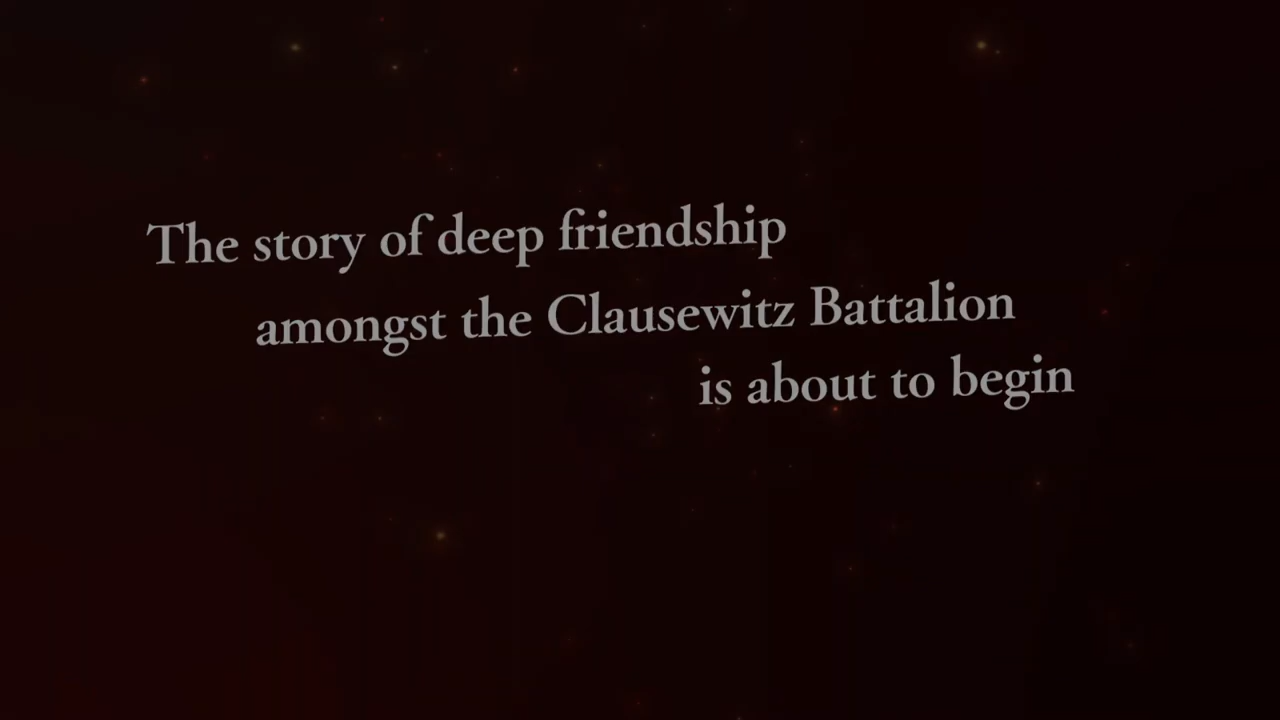 The story of deep friendship
amongst the Clausewitz Battalion
is about to begin